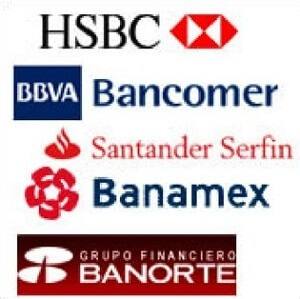 HSBC
BBVA Bancomer
Santander Serfin
Banamex
GRUPO FINANCIERO
BANORTE